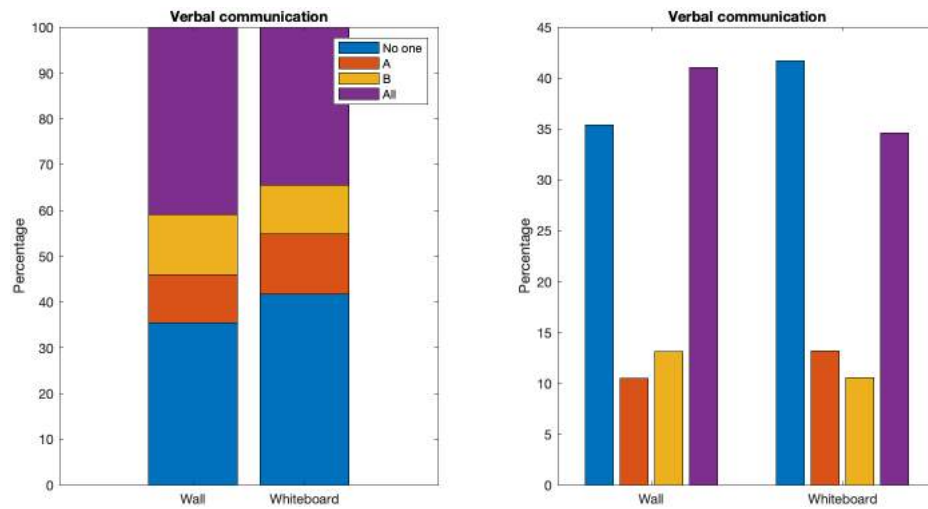 Verbal communication
100
90
80
70
60
50
40
30
20
10
0
Percentage
No one
A
B
All
Wall
Whiteboard
Verbal communication
45
40
35
30
25
20
15
10
5
0
Percentage
Wall
Whiteboard